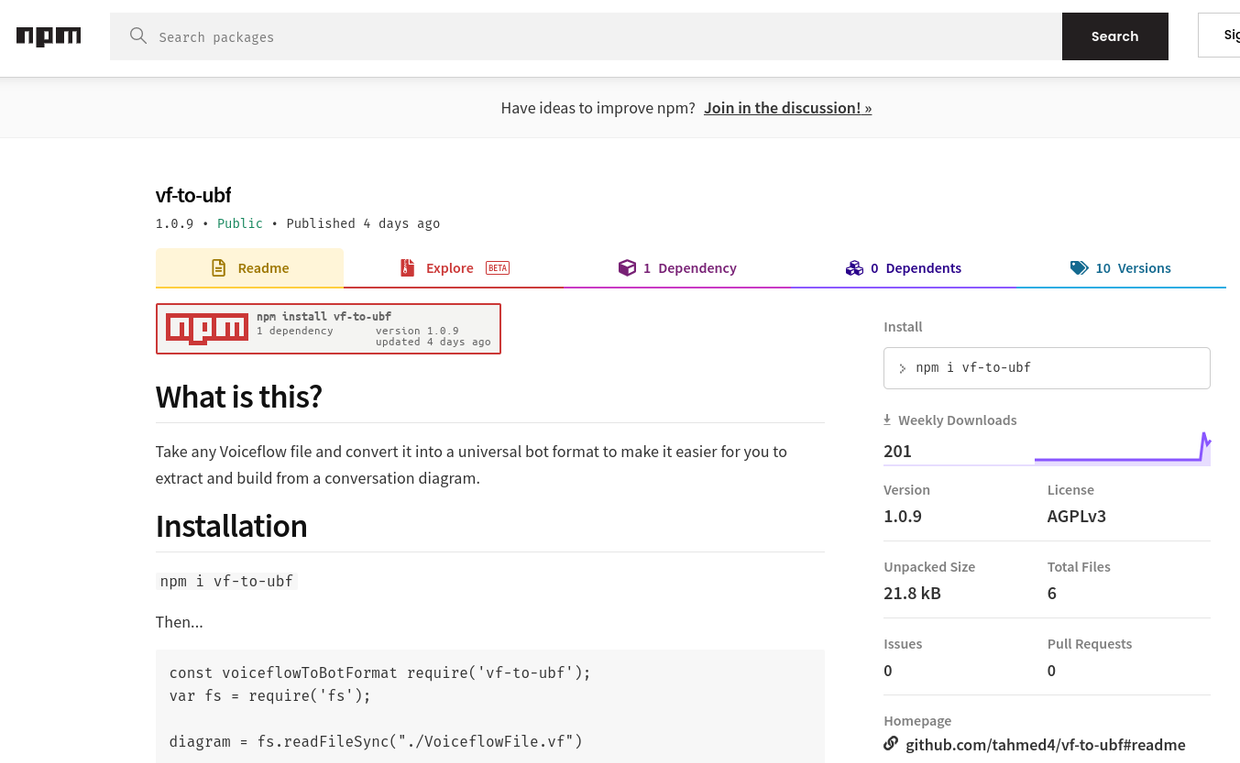 npm
Search packages
Search
Sig
Have ideas to improve npm? Join in the discussion! »
vf-to-ubf
1.0.9 • Public • Published 4 days ago
Readme
Explore BETA
1 Dependency
0 Dependents
10 Versions
npm
npm install vf-to-ubf
1 dependency version 1.0.9
updated 4 days ago
What is this?
Take any Voiceflow file and convert it into a universal bot format to make it easier for you to
extract and build from a conversation diagram.
Installation
npm i vf-to-ubf
Then...
const voiceflowToBotFormat require('vf-to-ubf');
var fs = require('fs');
diagram = fs.readFileSync("./VoiceflowFile.vf")
Install
> npm i vf-to-ubf
Weekly Downloads
201
Version License
1.0.9 AGPLv3
Unpacked Size Total Files
21.8 kB 6
Issues Pull Requests
0 0
Homepage
github.com/tahmed4/vf-to-ubf#readme